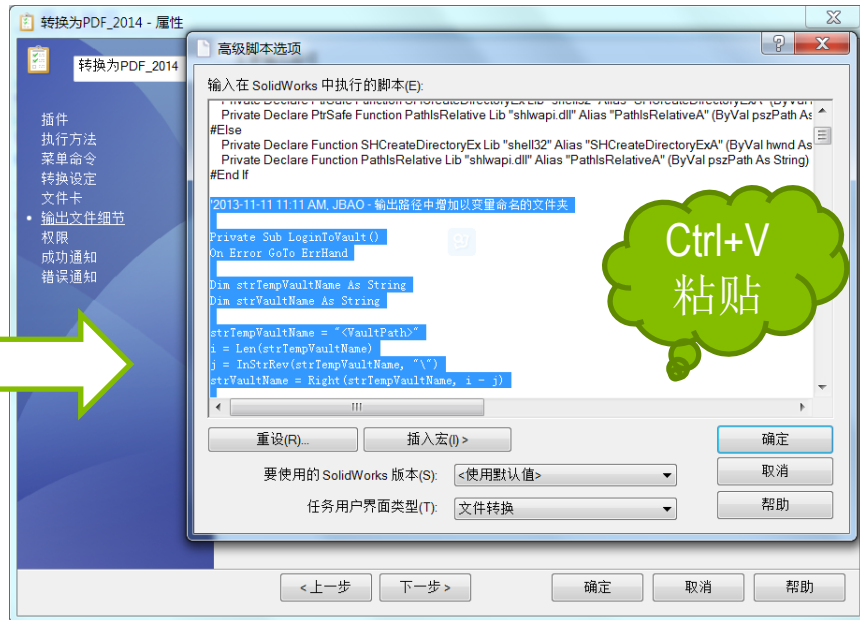 转换为PDF_2014 - 属性
转换为PDF_2014
插件
执行方法
菜单命令
转换设定
文件卡
输出文件细节
权限
成功通知
错误通知
高级脚本选项
输入在 SolidWorks 中执行的脚本(E):
Private Declare PtrSafe Function SHCreateDirectoryEx Lib "shell32" Alias "SHCreateDirectoryExA" (ByVal
Private Declare PtrSafe Function PathIsRelative Lib "shlwapi.dll" Alias "PathIsRelativeA" (ByVal pszPath As
#Else
Private Declare Function SHCreateDirectoryEx Lib "shell32" Alias "SHCreateDirectoryExA" (ByVal hwnd As
Private Declare Function PathIsRelative Lib "shlwapi.dll" Alias "PathIsRelativeA" (ByVal pszPath As String)
#End If
'2013-11-11 11:11 AM, JBAO - 输出路径中增加以变量命名的文件夹
Private Sub LoginToVault()
On Error GoTo ErrHand
Dim strTempVaultName As String
Dim strVaultName As String
strTempVaultName = "<VaultPath>"
i = Len(strTempVaultName)
j = InStrRev(strTempVaultName, "\")
strVaultName = Right(strTempVaultName, i - j)
Ctrl+V
粘贴
重设(R)...
插入宏(I) >
确定
要使用的 SolidWorks 版本(S):
<使用默认值>
取消
任务用户界面类型(T):
文件转换
帮助
<上一步
下一步>
确定
取消
帮助